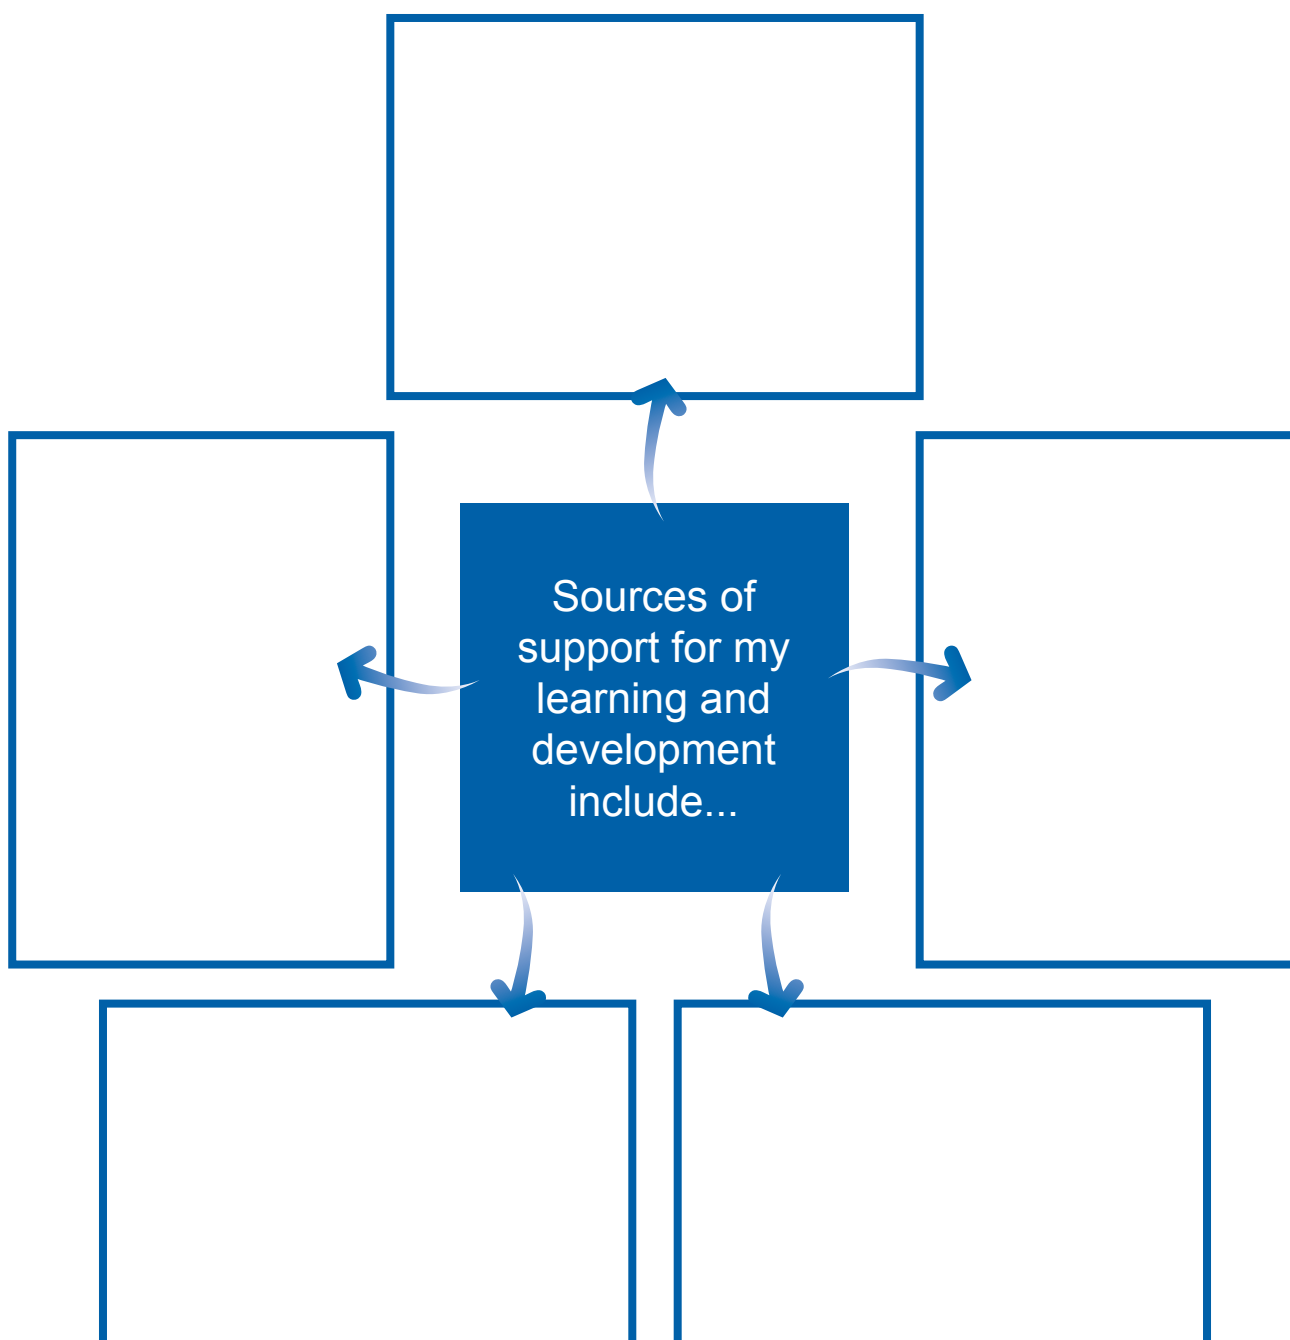 Sources of
support for my
learning and
development
include...